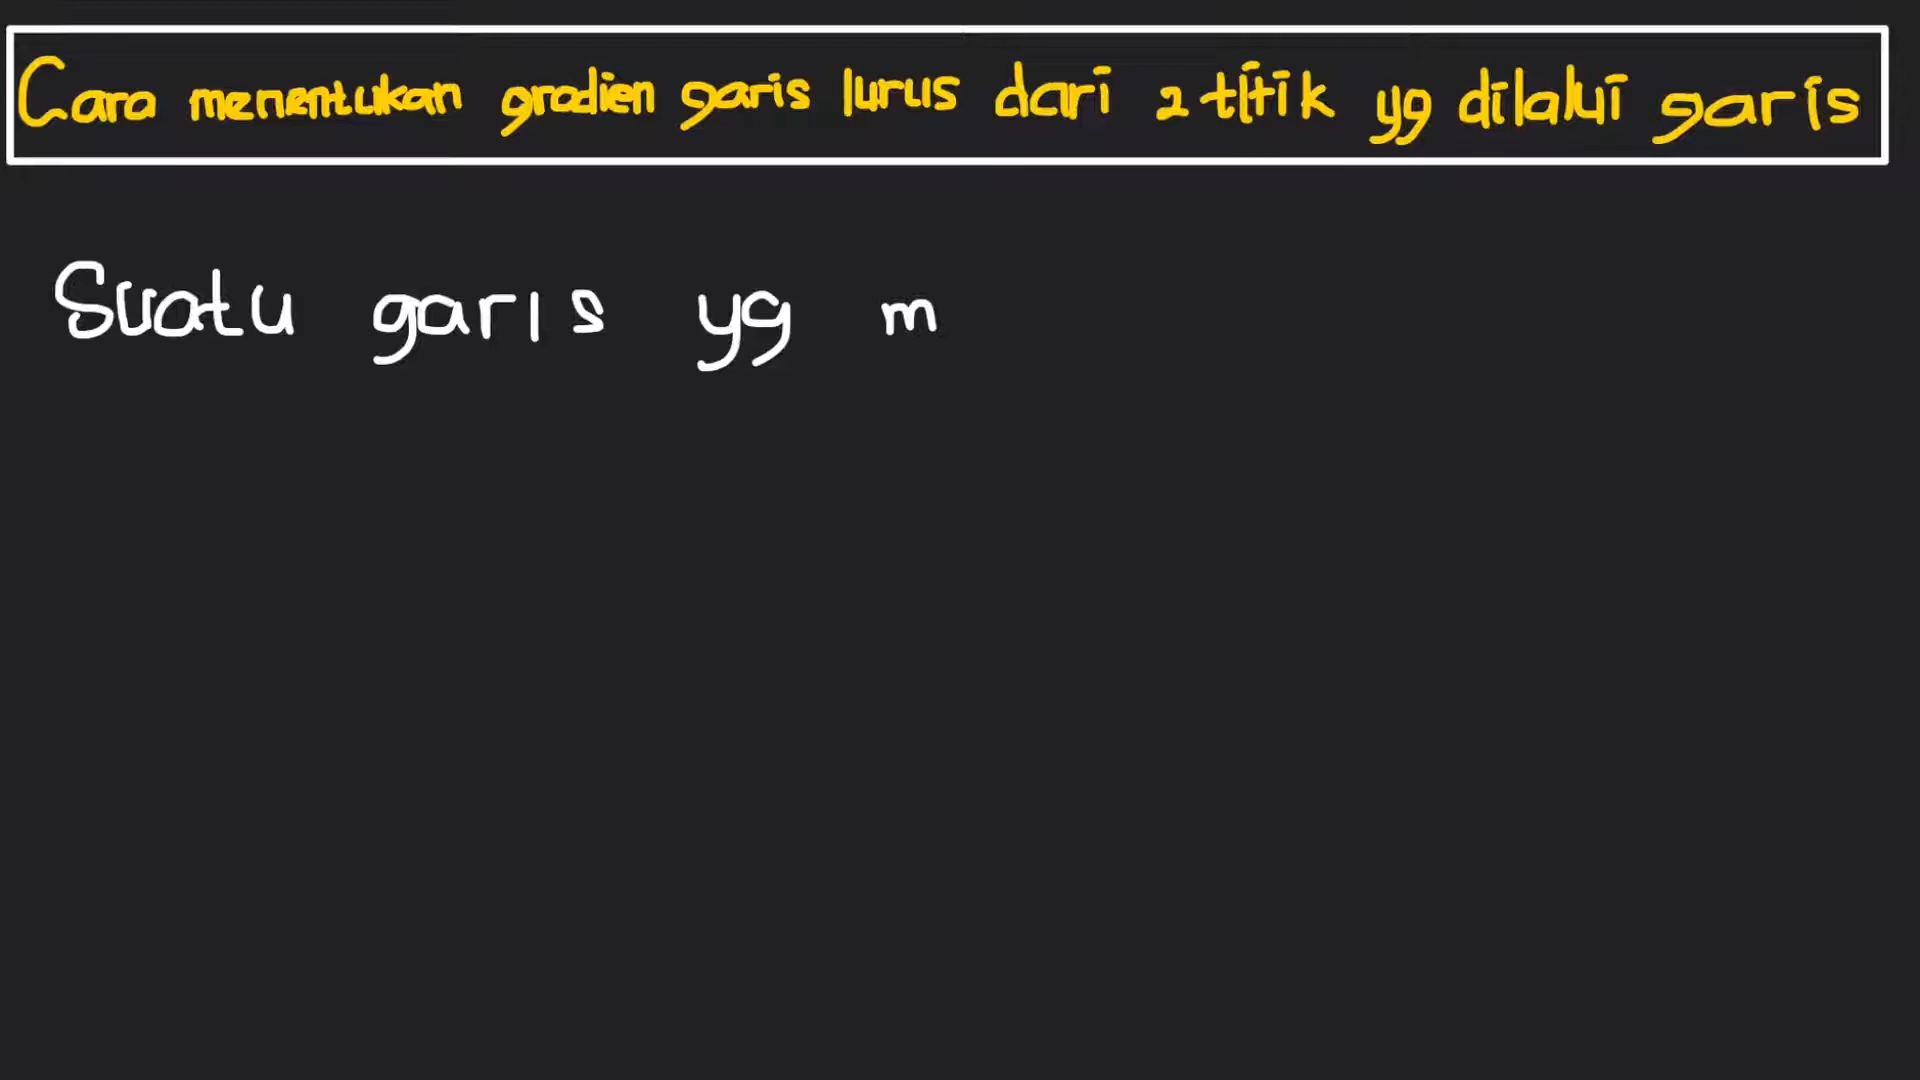 Cara menentukan gradien garis lurus dari 2 titik yg dilalui garis
Suatu garis yg m